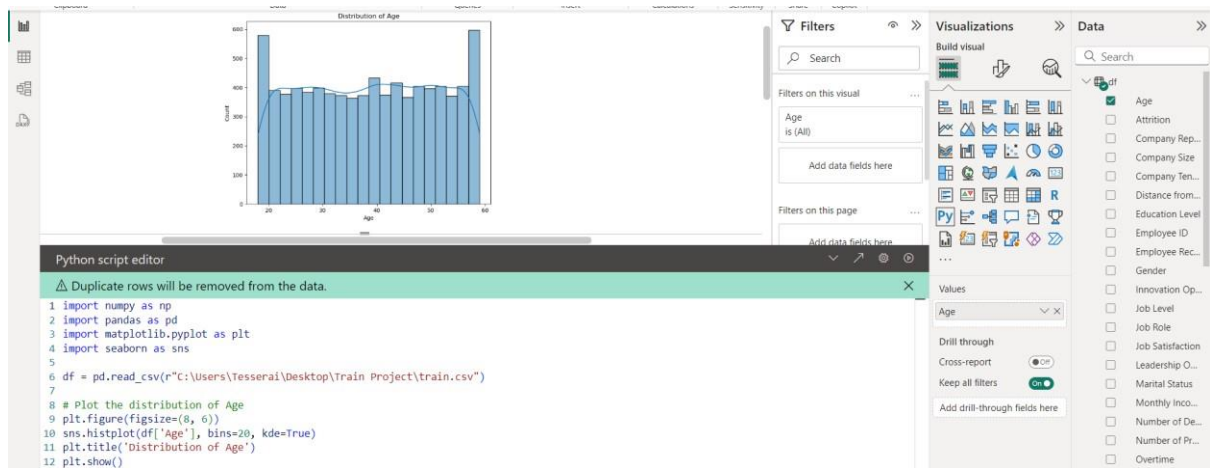 Distribution of Age
600
500
400
300
200
100
0
Count
20
30
40
50
60
Age
Filters
Search
Filters on this visual
...
Age
is (All)
Add data fields here
Filters on this page
...
Add data fields here
Visualizations
Build visual
R
Py
...
Values
Age
Drill through
Cross-report
Off
Keep all filters
On
Add drill-through fields here
Data
Search
df
Age
Attrition
Company Rep...
Company Size
Company Ten...
Distance from...
Education Level
Employee ID
Employee Rec...
Gender
Innovation Op...
Job Level
Job Role
Job Satisfaction
Leadership O...
Marital Status
Monthly Inco...
Number of De...
Number of Pr...
Overtime
Python script editor
Duplicate rows will be removed from the data.
1 import numpy as np
2 import pandas as pd
3 import matplotlib.pyplot as plt
4 import seaborn as sns
5
6 df = pd.read_csv(r"C:\Users\Tesserai\Desktop\Train Project\train.csv")
7
8 # Plot the distribution of Age
9 plt.figure(figsize=(8, 6))
10 sns.histplot(df['Age'], bins=20, kde=True)
11 plt.title('Distribution of Age')
12 plt.show()